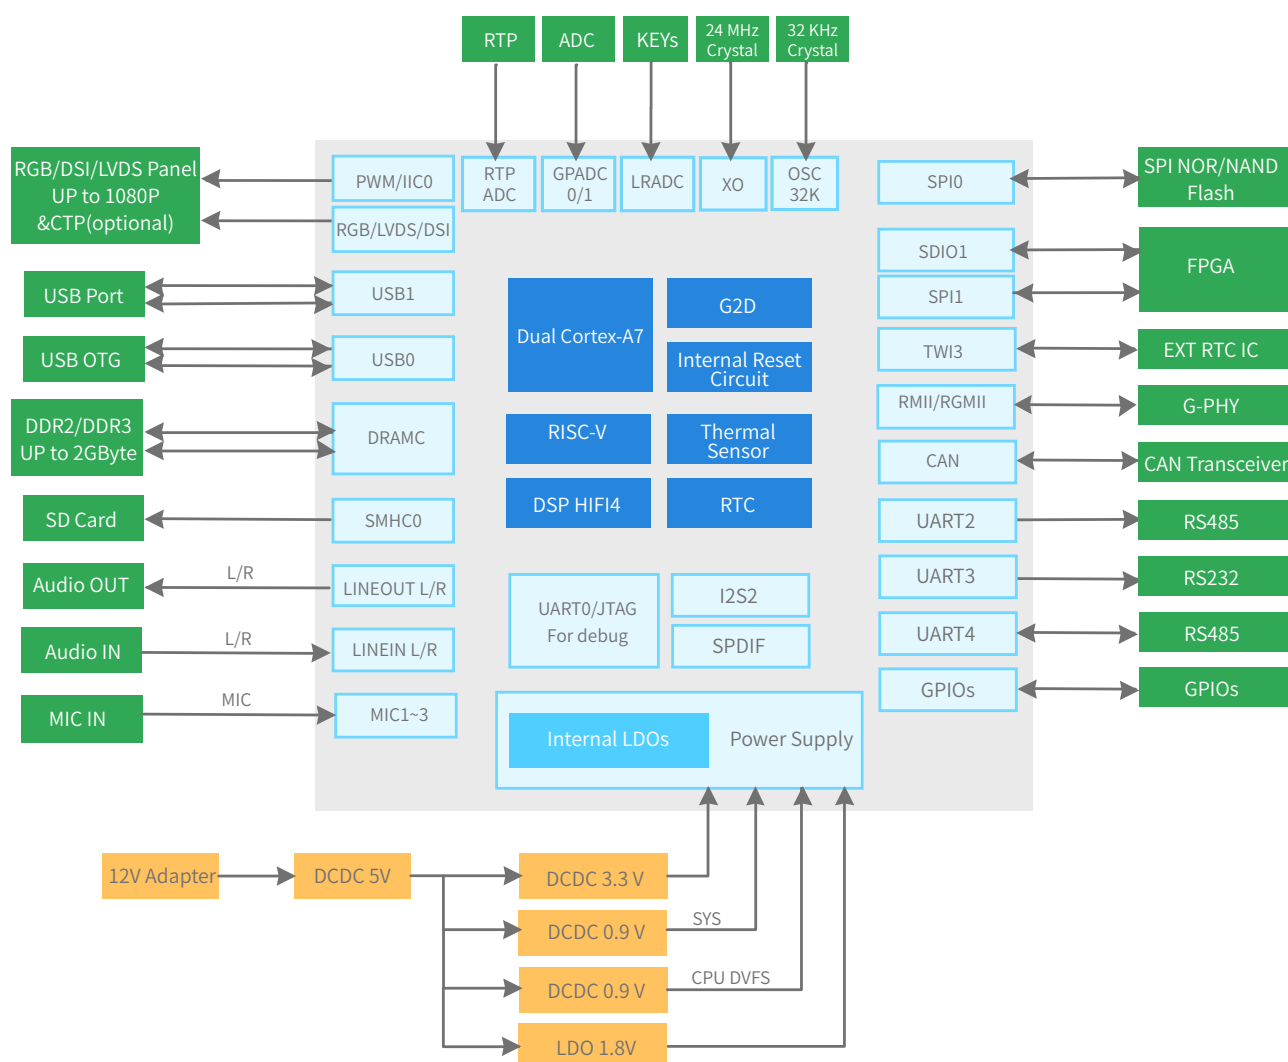 RTP
ADC
KEYs
24 MHz
Crystal
32 KHz
Crystal
RGB/DSI/LVDS Panel
UP to 1080P
&CTP(optional)
USB Port
USB OTG
DDR2/DDR3
UP to 2GByte
SD Card
Audio OUT
Audio IN
MIC IN
L/R
L/R
MIC
PWM/IIC0
RGB/LVDS/DSI
USB1
USB0
DRAMC
SMHC0
LINEOUT L/R
LINEIN L/R
MIC1~3
RTP
ADC
GPADC
0/1
LRADC
XO
OSC
32K
Dual Cortex-A7
G2D
Internal Reset
Circuit
RISC-V
Thermal
Sensor
DSP HIFI4
RTC
UART0/JTAG
For debug
I2S2
SPDIF
Internal LDOs
Power Supply
SPI0
SDIO1
SPI1
TWI3
RMII/RGMII
CAN
UART2
UART3
UART4
GPIOs
SPI NOR/NAND
Flash
FPGA
EXT RTC IC
G-PHY
CAN Transceiver
RS485
RS232
RS485
GPIOs
12V Adapter
DCDC 5V
DCDC 3.3 V
DCDC 0.9 V
SYS
DCDC 0.9 V
CPU DVFS
LDO 1.8V